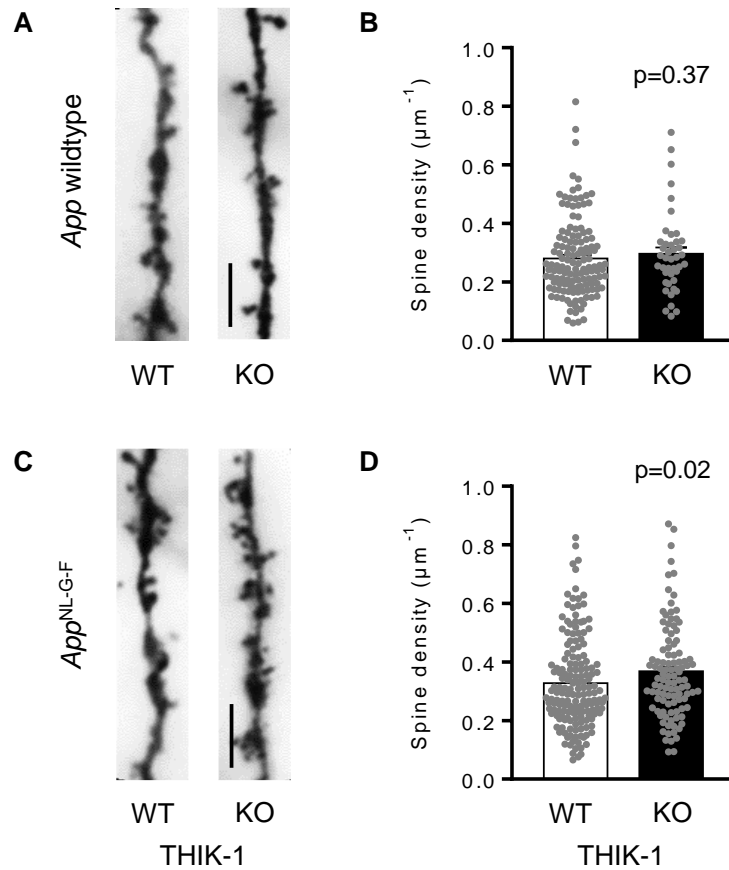 A
App wildtype
WT
KO
B
Spine density (µm⁻¹)
1.0
0.8
0.6
0.4
0.2
0.0
p=0.37
WT
KO
C
App^NL-G-F
WT
KO
THIK-1
D
Spine density (µm⁻¹)
1.0
0.8
0.6
0.4
0.2
0.0
p=0.02
WT
KO
THIK-1